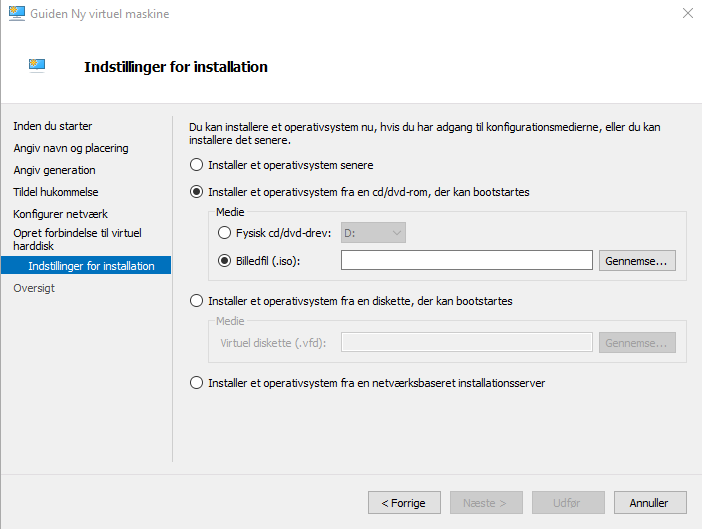 Guiden Ny virtuel maskine
Indstillinger for installation
Inden du starter
Angiv navn og placering
Angiv generation
Tildel hukommelse
Konfigurer netværk
Opret forbindelse til virtuel
harddisk
Indstillinger for installation
Oversigt
Du kan installere et operativsystem nu, hvis du har adgang til konfigurationsmedierne, eller du kan
installere det senere.
Installer et operativsystem senere
Installer et operativsystem fra en cd/dvd-rom, der kan bootstartes
Medie
Fysisk cd/dvd-drev: D:
Billedfil (.iso): Gennemse...
Installer et operativsystem fra en diskette, der kan bootstartes
Medie
Virtuel diskette (.vfd): Gennemse...
Installer et operativsystem fra en netværksbaseret installationsserver
< Forrige Næste > Udfør Annuller